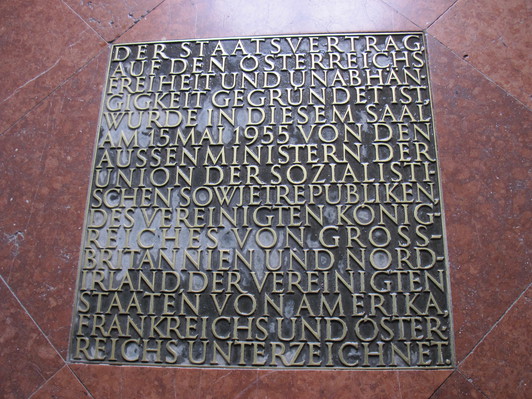 DER STAATSVERTRAG,
AUF DEN ÖSTERREICHS
FREIHEIT UND UNABHÄN-
GIGKEIT GEGRÜNDET IST,
WURDE IN DIESEM SAAL
AM 15. MAI 1955 VON DEN
AUSSENMINISTERN DER
UNION DER SOZIALISTI-
SCHEN SOWJETREPUBLIKEN,
DES VEREINIGTEN KÖNIG-
REICHES VON GROSS-
BRITANNIEN UND NORD-
IRLAND, DER VEREINIGTEN
STAATEN VON AMERIKA,
FRANKREICHS UND ÖSTER-
REICHS UNTERZEICHNET.